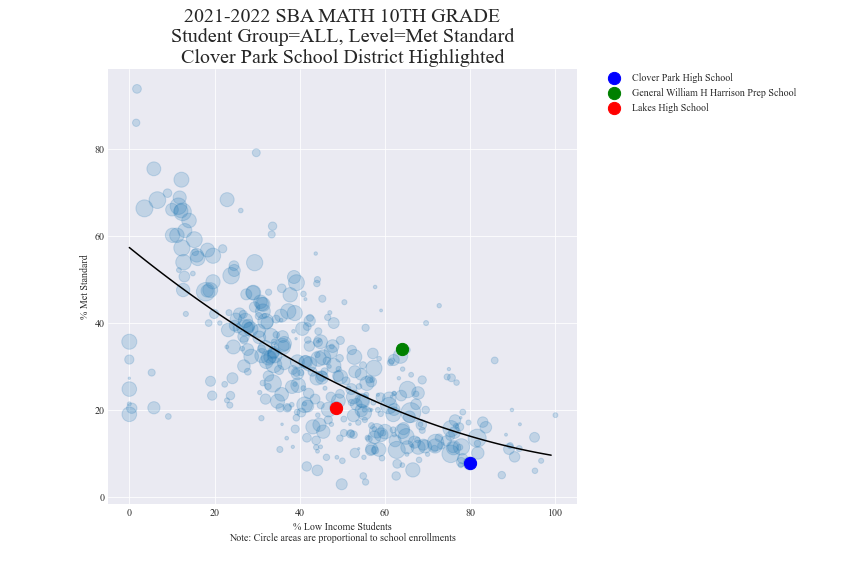 2021-2022 SBA MATH 10TH GRADE
Student Group=ALL, Level=Met Standard
Clover Park School District Highlighted
Clover Park High School
General William H Harrison Prep School
Lakes High School
% Met Standard
80
60
40
20
0
0 20 40 60 80 100
% Low Income Students
Note: Circle areas are proportional to school enrollments